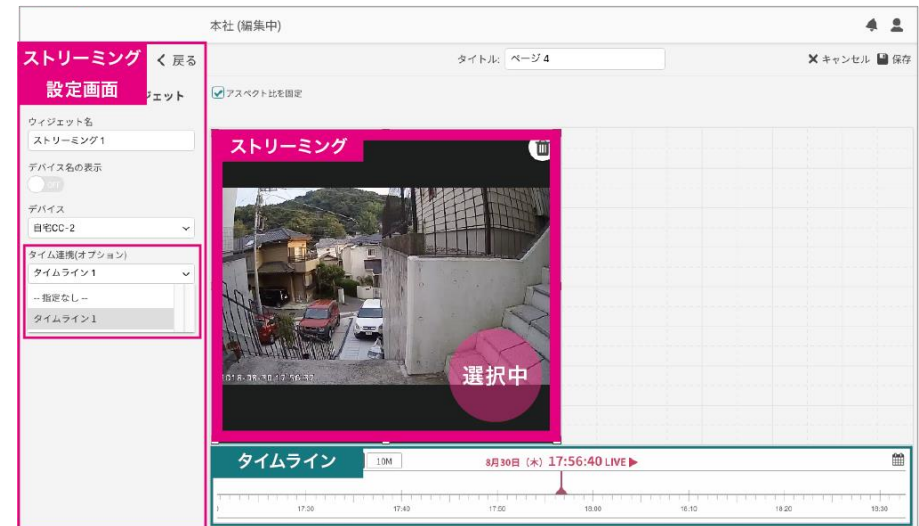 本社 (編集中)
ストリーミング
設定画面
戻る
ジェット
タイトル:
ページ 4
キャンセル
保存
アスペクト比を固定
ウィジェット名
ストリーミング 1
デバイス名の表示
OFF
デバイス
自宅CC-2
タイム連携(オプション)
タイムライン 1
-- 指定なし --
タイムライン 1
ストリーミング
選択中
タイムライン
10M
8月30日 (木) 17:56:40 LIVE
17:30
17:40
17:50
18:00
18:10
18:20
18:30